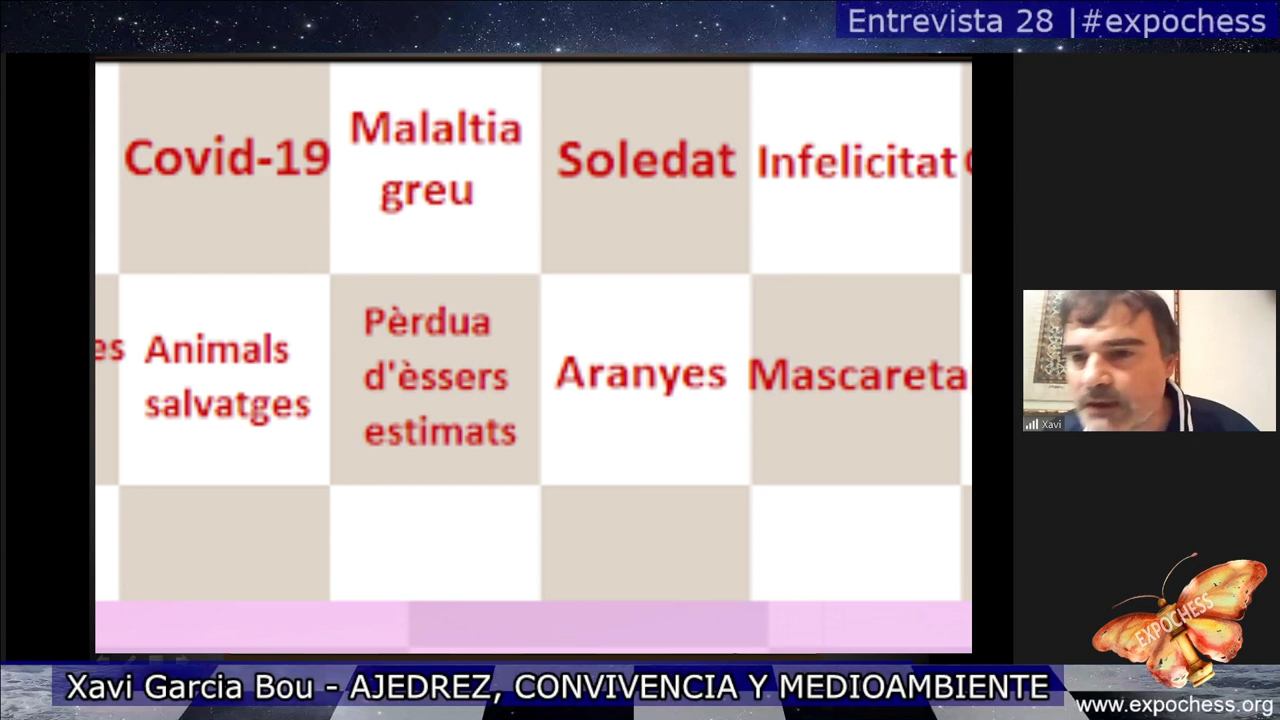 Entrevista 28 | #expochess
Covid-19
Malaltia
greu
Soledat
Infelicitat
es
Animals
salvatges
Pèrdua
d'èssers
estimats
Aranyes
Mascareta
Xavi
EXPOCHESS
Xavi Garcia Bou - AJEDREZ, CONVIVENCIA Y MEDIOAMBIENTE
www.expochess.org